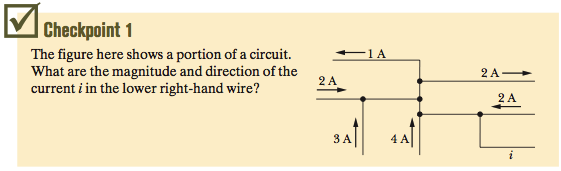 Checkpoint 1
The figure here shows a portion of a circuit.
What are the magnitude and direction of the
current i in the lower right-hand wire?
1 A
2 A
2 A
2 A
3 A
4 A
i